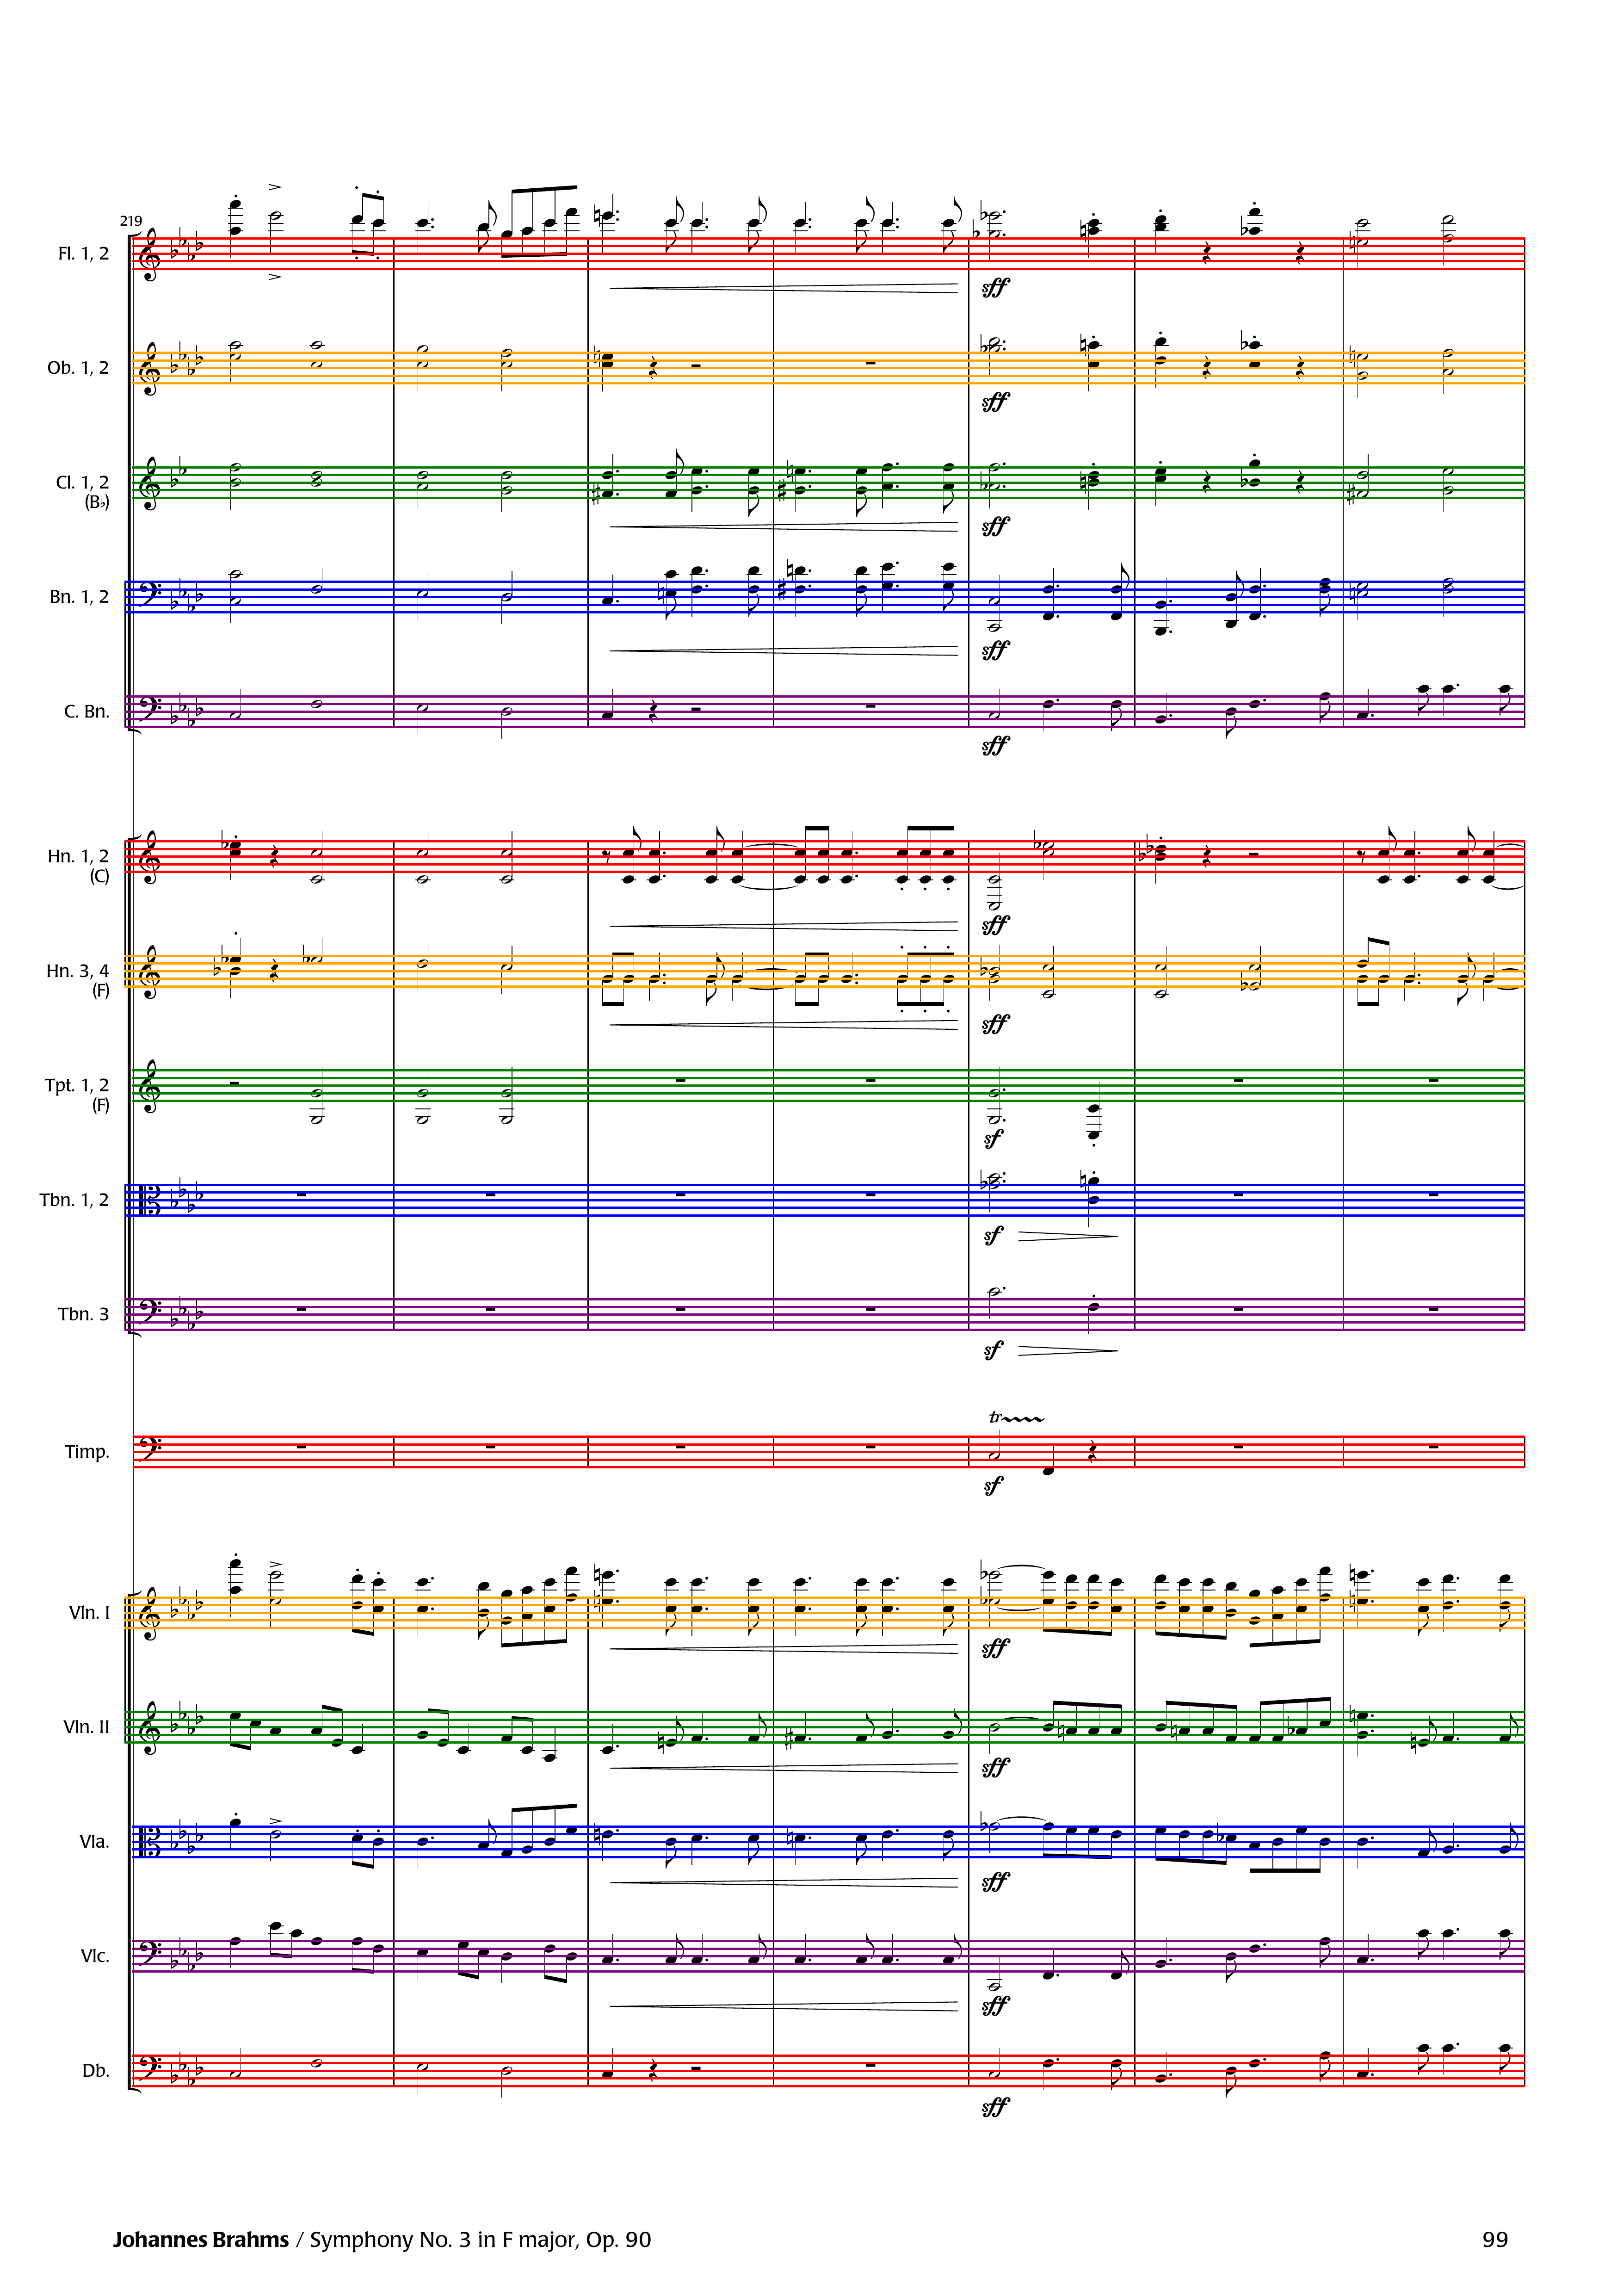 219
Fl. 1, 2
sff
Ob. 1, 2
sff
Cl. 1, 2
(B♭)
sff
Bn. 1, 2
sff
C. Bn.
sff
Hn. 1, 2
(C)
sff
Hn. 3, 4
(F)
sff
Tpt. 1, 2
(F)
sf
Tbn. 1, 2
sf
Tbn. 3
sf
tr
Timp.
sf
Vln. I
sff
Vln. II
sff
Vla.
sff
Vlc.
sff
Db.
sff
Johannes Brahms / Symphony No. 3 in F major, Op. 90 99